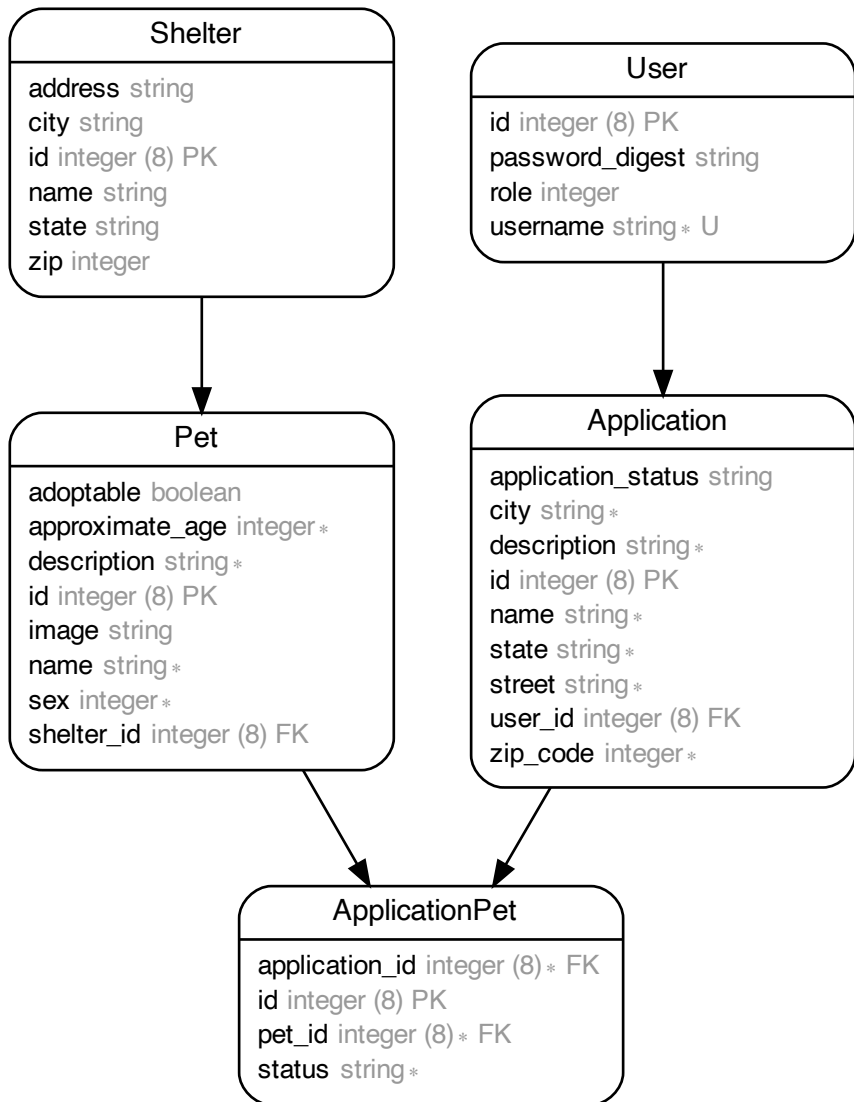 Shelter
address string
city string
id integer (8) PK
name string
state string
zip integer
User
id integer (8) PK
password_digest string
role integer
username string∗ U
Pet
adoptable boolean
approximate_age integer∗
description string∗
id integer (8) PK
image string
name string∗
sex integer∗
shelter_id integer (8) FK
Application
application_status string
city string∗
description string∗
id integer (8) PK
name string∗
state string∗
street string∗
user_id integer (8) FK
zip_code integer∗
ApplicationPet
application_id integer (8)∗ FK
id integer (8) PK
pet_id integer (8)∗ FK
status string∗